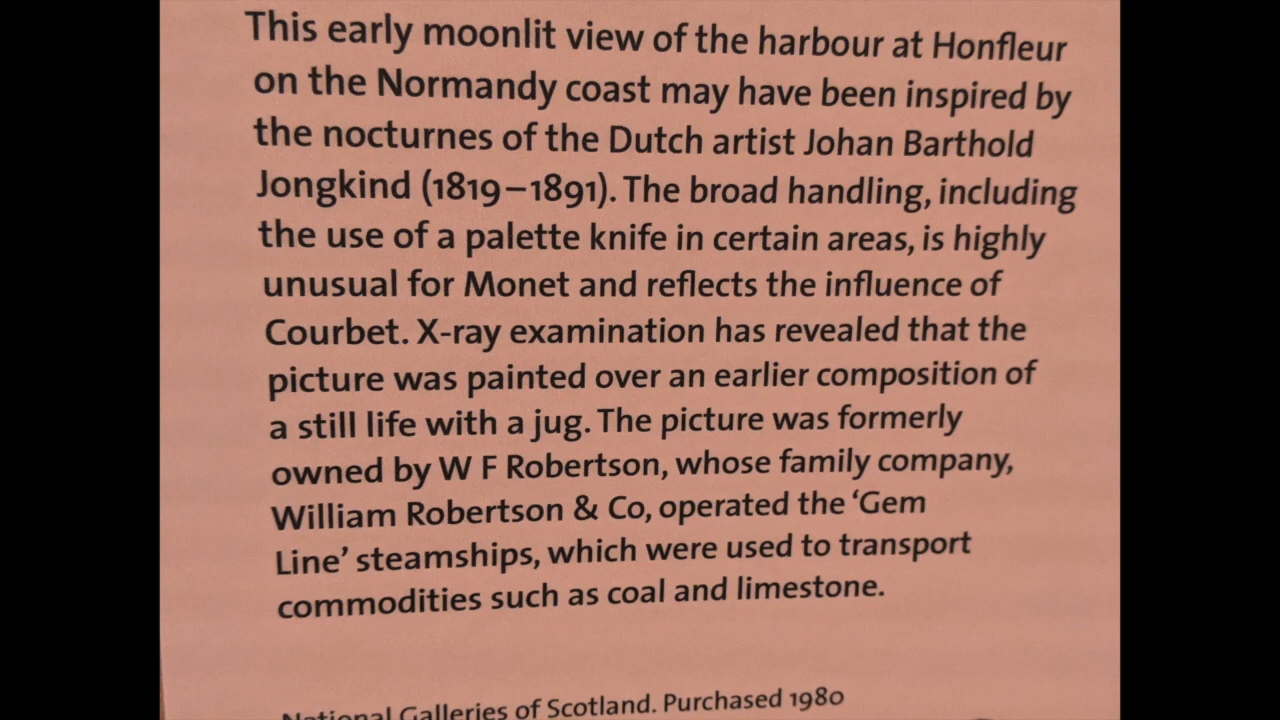 This early moonlit view of the harbour at Honfleur
on the Normandy coast may have been inspired by
the nocturnes of the Dutch artist Johan Barthold
Jongkind (1819–1891). The broad handling, including
the use of a palette knife in certain areas, is highly
unusual for Monet and reflects the influence of
Courbet. X-ray examination has revealed that the
picture was painted over an earlier composition of
a still life with a jug. The picture was formerly
owned by W F Robertson, whose family company,
William Robertson & Co, operated the ‘Gem
Line’ steamships, which were used to transport
commodities such as coal and limestone.
National Galleries of Scotland. Purchased 1980